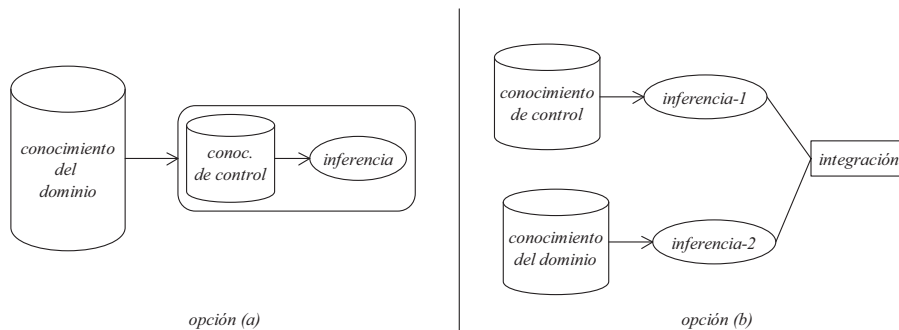 conocimiento
del
dominio
conoc.
de control
inferencia
opción (a)
conocimiento
de control
inferencia-1
integración
conocimiento
del dominio
inferencia-2
opción (b)